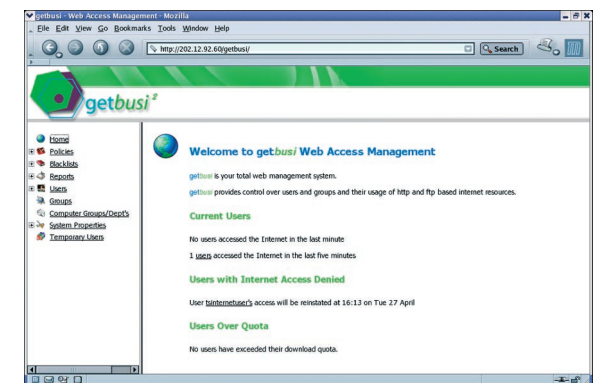 getbusi - Web Access Management - Mozilla
File Edit View Go Bookmarks Tools Window Help
http://202.12.92.60/getbusi/ Search
getbusi 2
Home
Policies
Blacklists
Reports
Users
Groups
Computer Groups/Dept's
System Properties
Temporary Users
Welcome to getbusi Web Access Management
getbusi is your total web management system.
getbusi provides control over users and groups and their usage of http and ftp based internet resources.
Current Users
No users accessed the Internet in the last minute
1 users accessed the Internet in the last five minutes
Users with Internet Access Denied
User tsinternetuser's access will be reinstated at 16:13 on Tue 27 April
Users Over Quota
No users have exceeded their download quota.